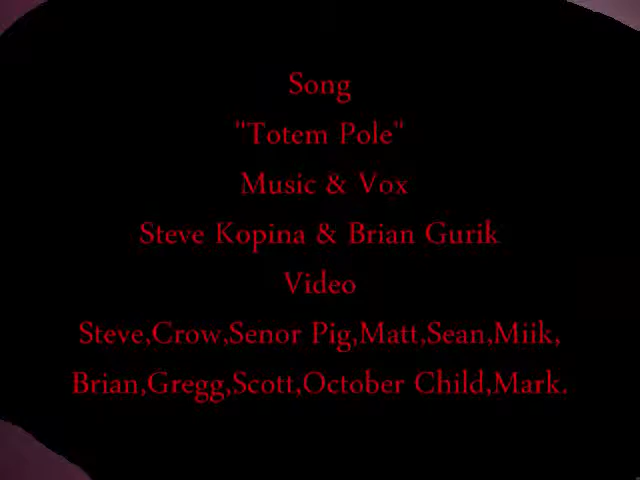 Song
"Totem Pole"
Music & Vox
Steve Kopina & Brian Gurik
Video
Steve,Crow,Senor Pig,Matt,Sean,Miik,
Brian,Gregg,Scott,October Child,Mark.